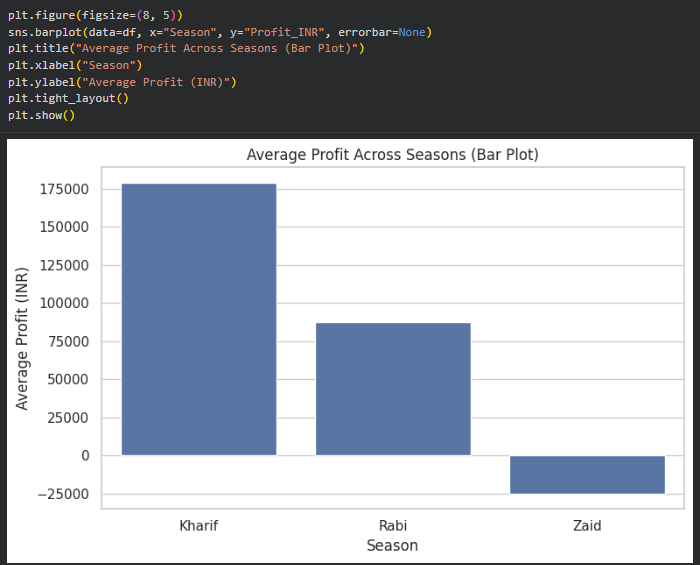 plt.figure(figsize=(8, 5))
sns.barplot(data=df, x="Season", y="Profit_INR", errorbar=None)
plt.title("Average Profit Across Seasons (Bar Plot)")
plt.xlabel("Season")
plt.ylabel("Average Profit (INR)")
plt.tight_layout()
plt.show()
Average Profit Across Seasons (Bar Plot)
Average Profit (INR)
175000
150000
125000
100000
75000
50000
25000
0
−25000
Kharif Rabi Zaid
Season